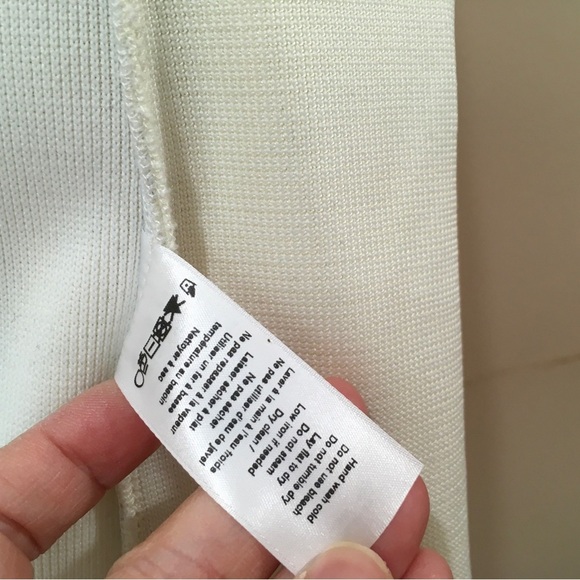 Hand wash cold
Do not use bleach
Do not tumble dry
Lay flat to dry
Do not steam
Low iron if needed
Dry clean /
Laver à la main à l'eau froide
Ne pas utiliser d'eau de javel
Ne pas sécher
Laisser sécher à plat
Ne pas repasser à la vapeur
Utiliser un fer à basse
température au besoin
Nettoyer à sec